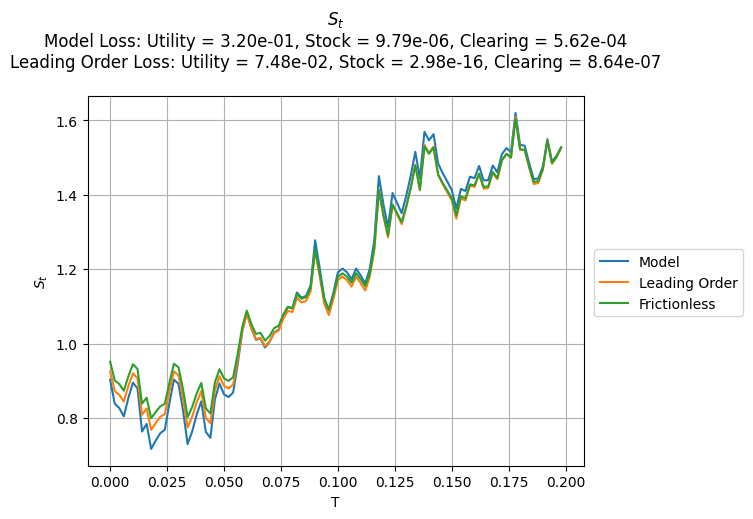 S_t
Model Loss: Utility = 3.20e-01, Stock = 9.79e-06, Clearing = 5.62e-04
Leading Order Loss: Utility = 7.48e-02, Stock = 2.98e-16, Clearing = 8.64e-07
1.6
1.4
1.2
1.0
0.8
s_t
0.000 0.025 0.050 0.075 0.100 0.125 0.150 0.175 0.200
T
Model
Leading Order
Frictionless